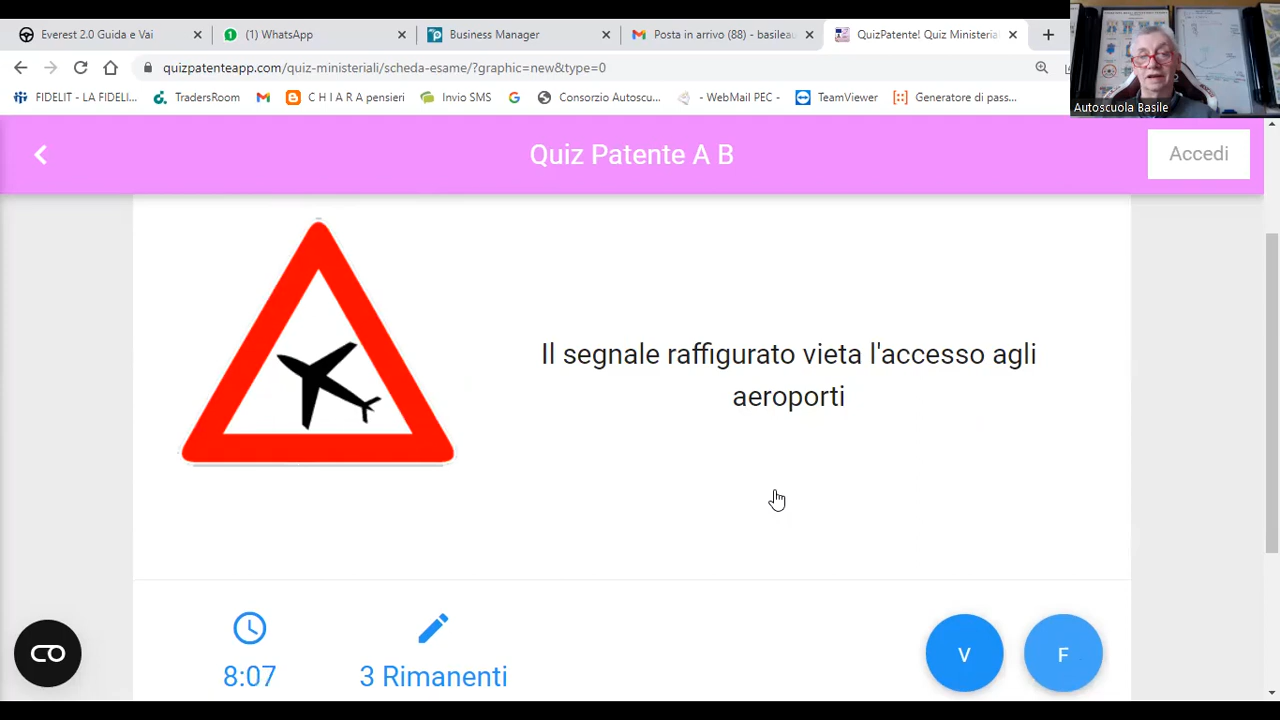 Everest 2.0 Guida e Vai
(1) WhatsApp
Business Manager
Posta in arrivo (88) - basileau
QuizPatente! Quiz Ministeria
quizpatenteapp.com/quiz-ministeriali/scheda-esame/?graphic=new&type=0
FIDELIT - LA FIDELI...
TradersRoom
C H I A R A pensieri
Invio SMS
Consorzio Autoscu...
- WebMail PEC -
TeamViewer
Generatore di pass...
Autoscuola Basile
Quiz Patente A B
Accedi
Il segnale raffigurato vieta l'accesso agli
aeroporti
8:07
3 Rimanenti
V
F